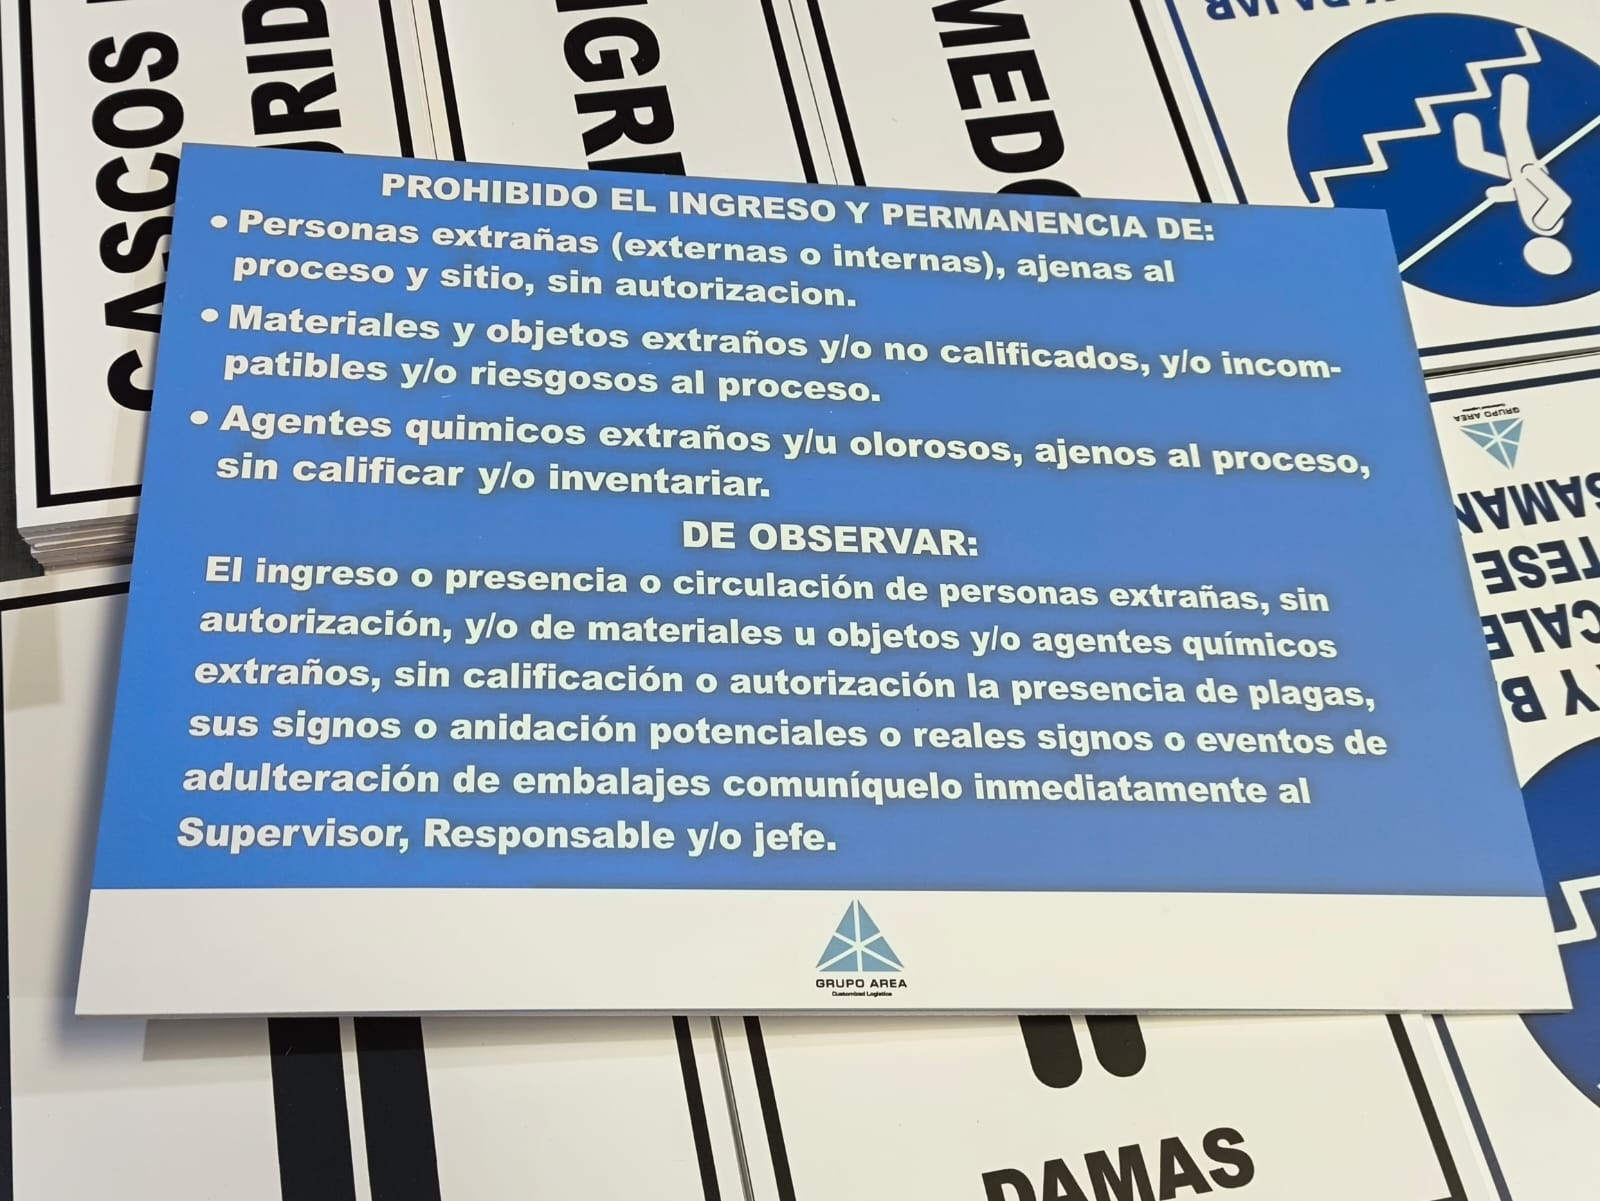 CASCOS
PROHIBIDO EL INGRESO Y PERMANENCIA DE:
• Personas extrañas (externas o internas), ajenas al
proceso y sitio, sin autorizacion.
• Materiales y objetos extraños y/o no calificados, y/o incom-
patibles y/o riesgosos al proceso.
• Agentes quimicos extraños y/u olorosos, ajenos al proceso,
sin calificar y/o inventariar.
DE OBSERVAR:
El ingreso o presencia o circulación de personas extrañas, sin
autorización, y/o de materiales u objetos y/o agentes químicos
extraños, sin calificación o autorización la presencia de plagas,
sus signos o anidación potenciales o reales signos o eventos de
adulteración de embalajes comuníquelo inmediatamente al
Supervisor, Responsable y/o jefe.
GRUPO AREA
Customized Logistics
GRUPO AREA
DAMAS